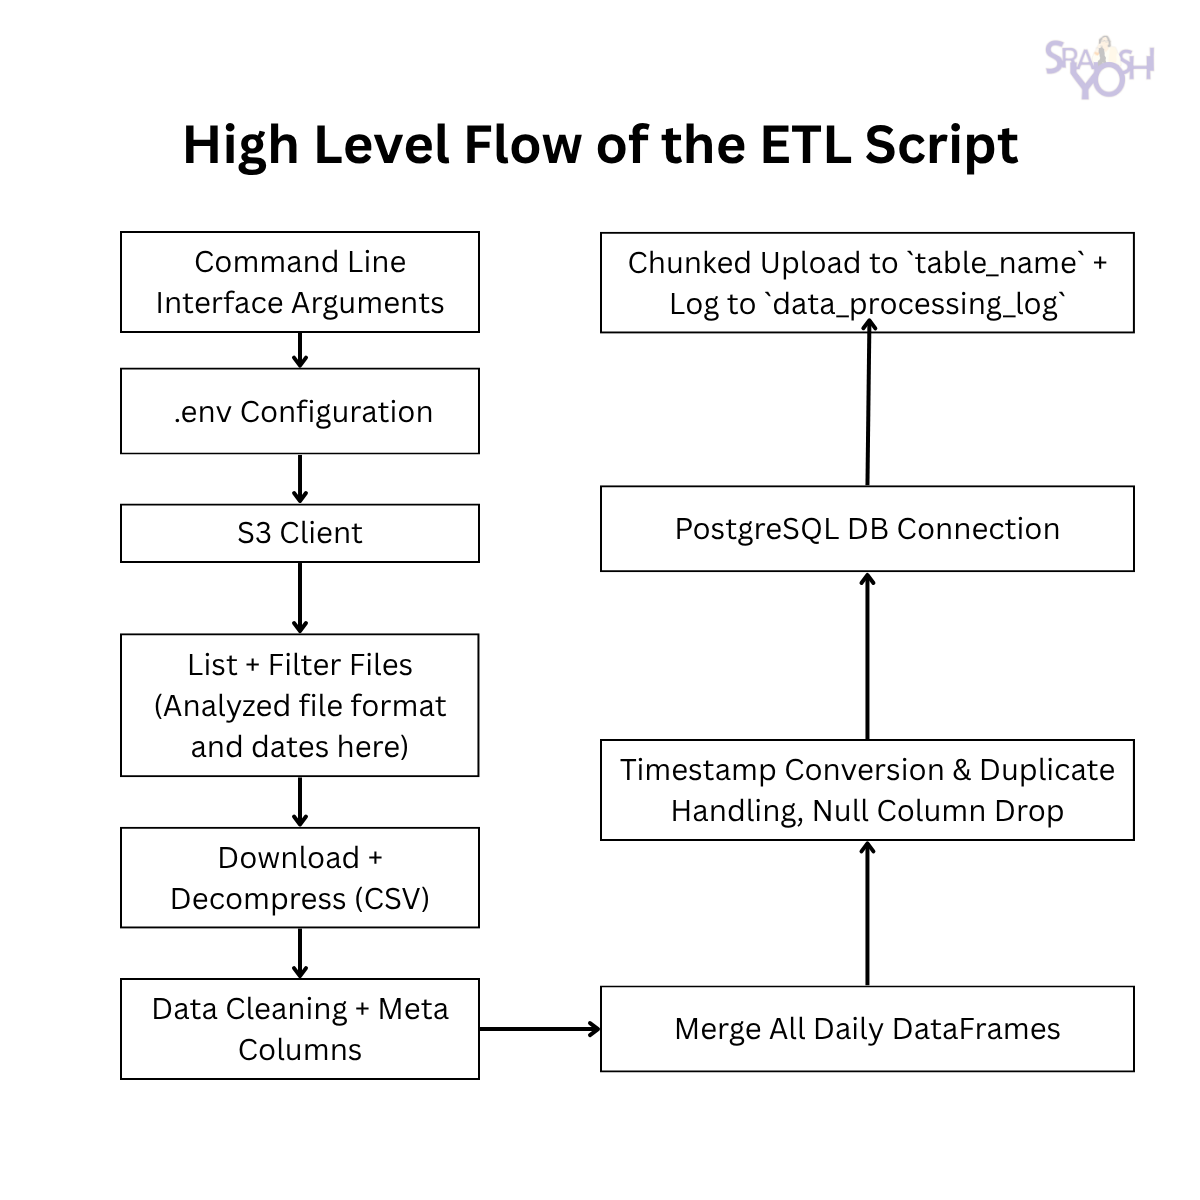 SPLASH
YOH
High Level Flow of the ETL Script
Command Line
Interface Arguments
.env Configuration
S3 Client
List + Filter Files
(Analyzed file format
and dates here)
Download +
Decompress (CSV)
Data Cleaning + Meta
Columns
Merge All Daily DataFrames
Timestamp Conversion & Duplicate
Handling, Null Column Drop
PostgreSQL DB Connection
Chunked Upload to `table_name` +
Log to `data_processing_log`